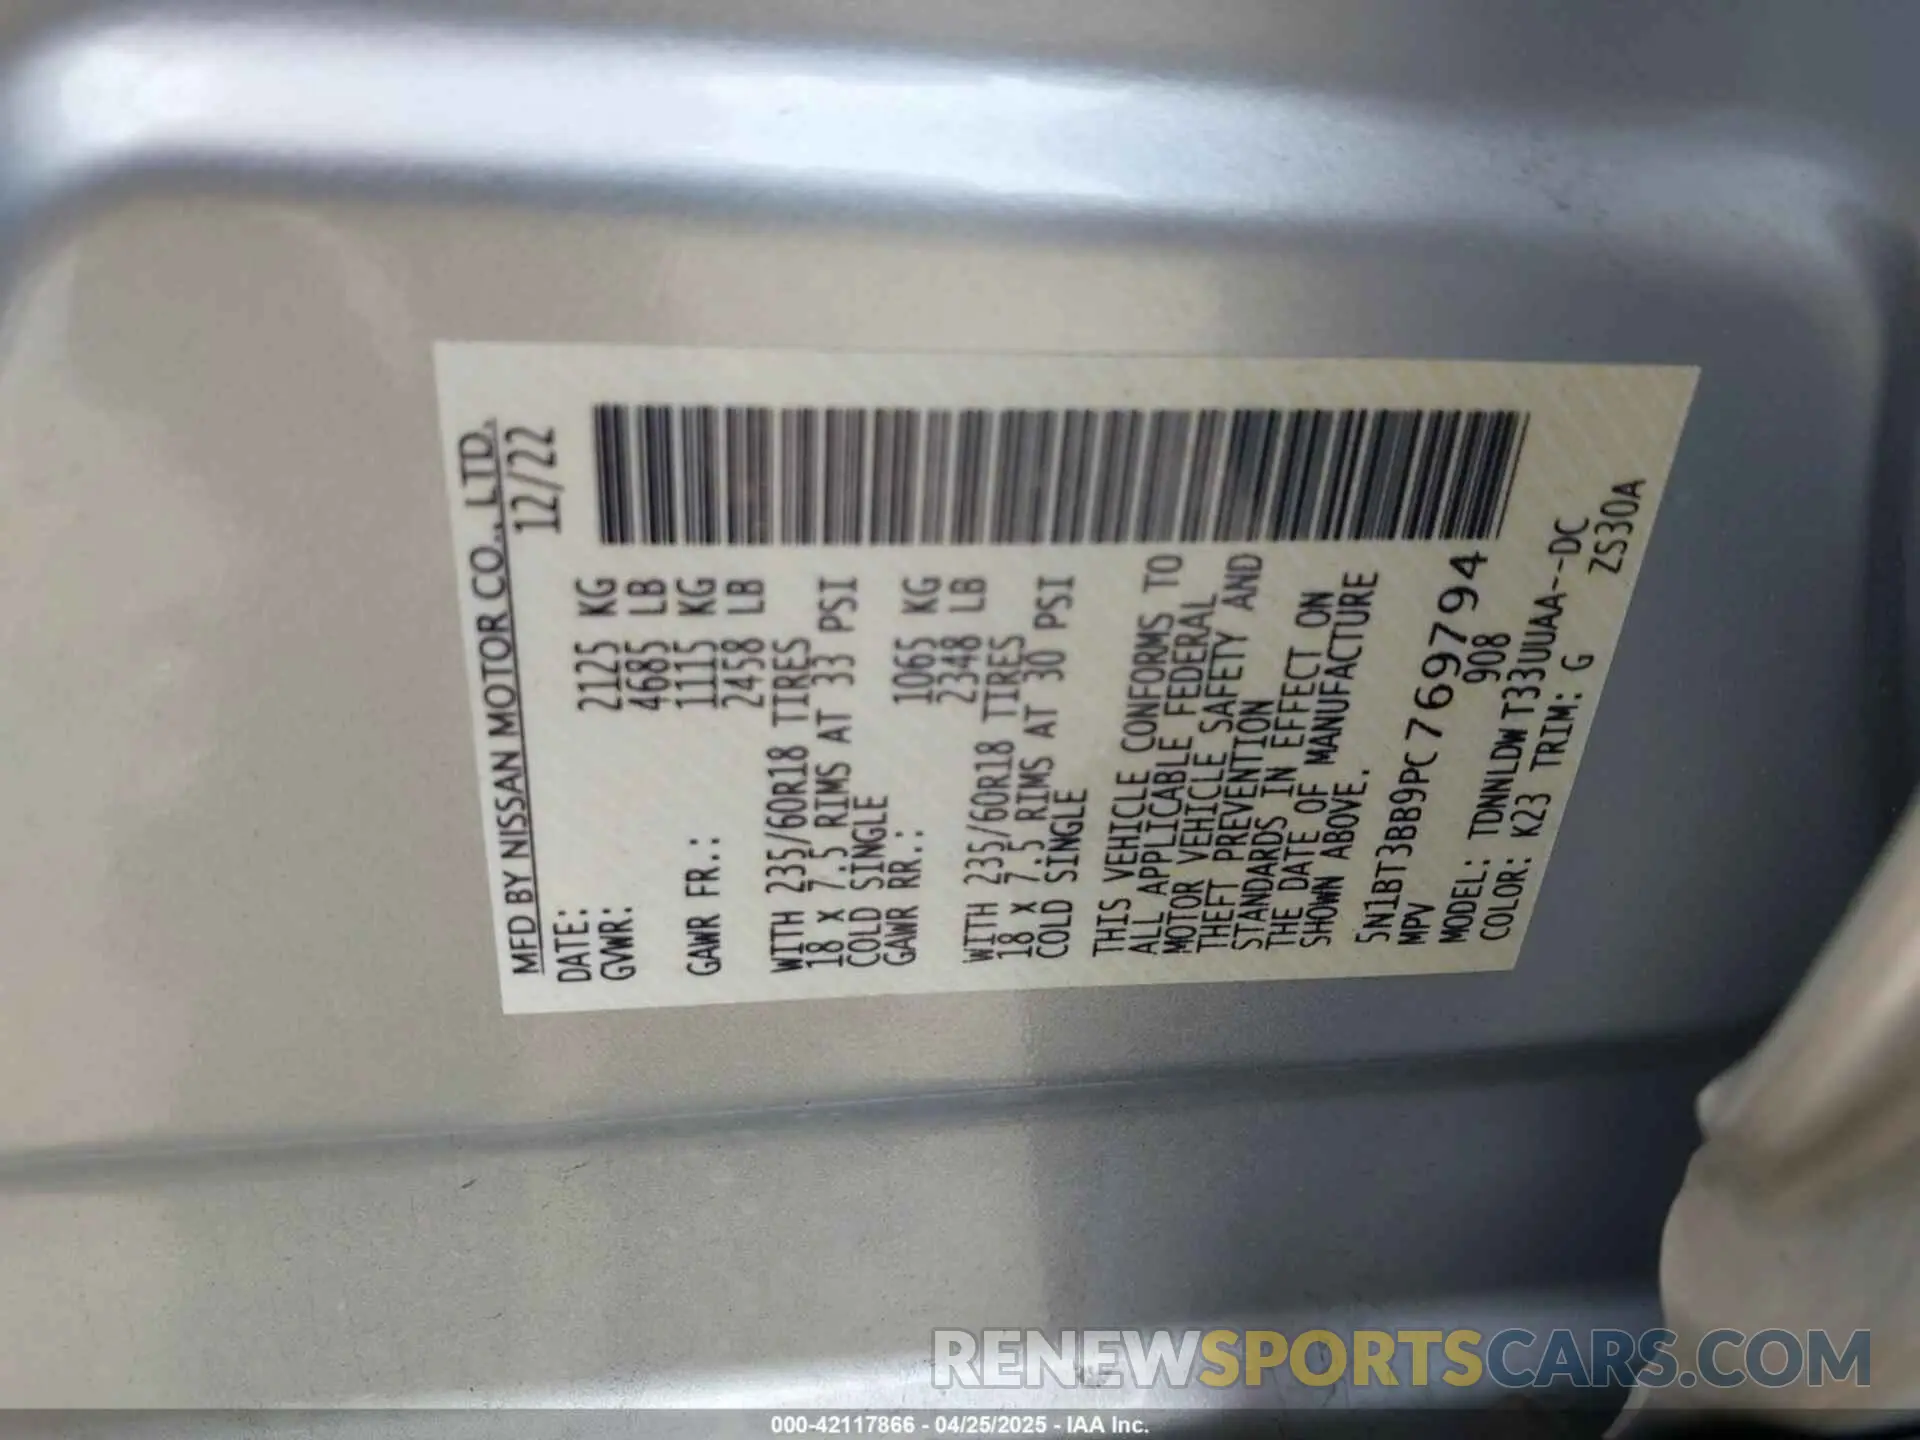 MFD BY NISSAN MOTOR CO., LTD.
DATE: 12/22
GVWR: 2125 KG
4685 LB
GAWR FR.: 1115 KG
2458 LB
WITH 235/60R18 TIRES
18 X 7.5 RIMS AT 33 PSI
COLD SINGLE
GAWR RR.: 1065 KG
2348 LB
WITH 235/60R18 TIRES
18 X 7.5 RIMS AT 30 PSI
COLD SINGLE
THIS VEHICLE CONFORMS TO
ALL APPLICABLE FEDERAL
MOTOR VEHICLE SAFETY AND
THEFT PREVENTION
STANDARDS IN EFFECT ON
THE DATE OF MANUFACTURE
SHOWN ABOVE.
5N1BT3BB9PC769794
MPV 908
MODEL: TDNNLDWT33UUAA--DC
COLOR: K23 TRIM: G ZS30A
RENEWSPORTSCARS.COM
000-42117866 - 04/25/2025 - IAA Inc.